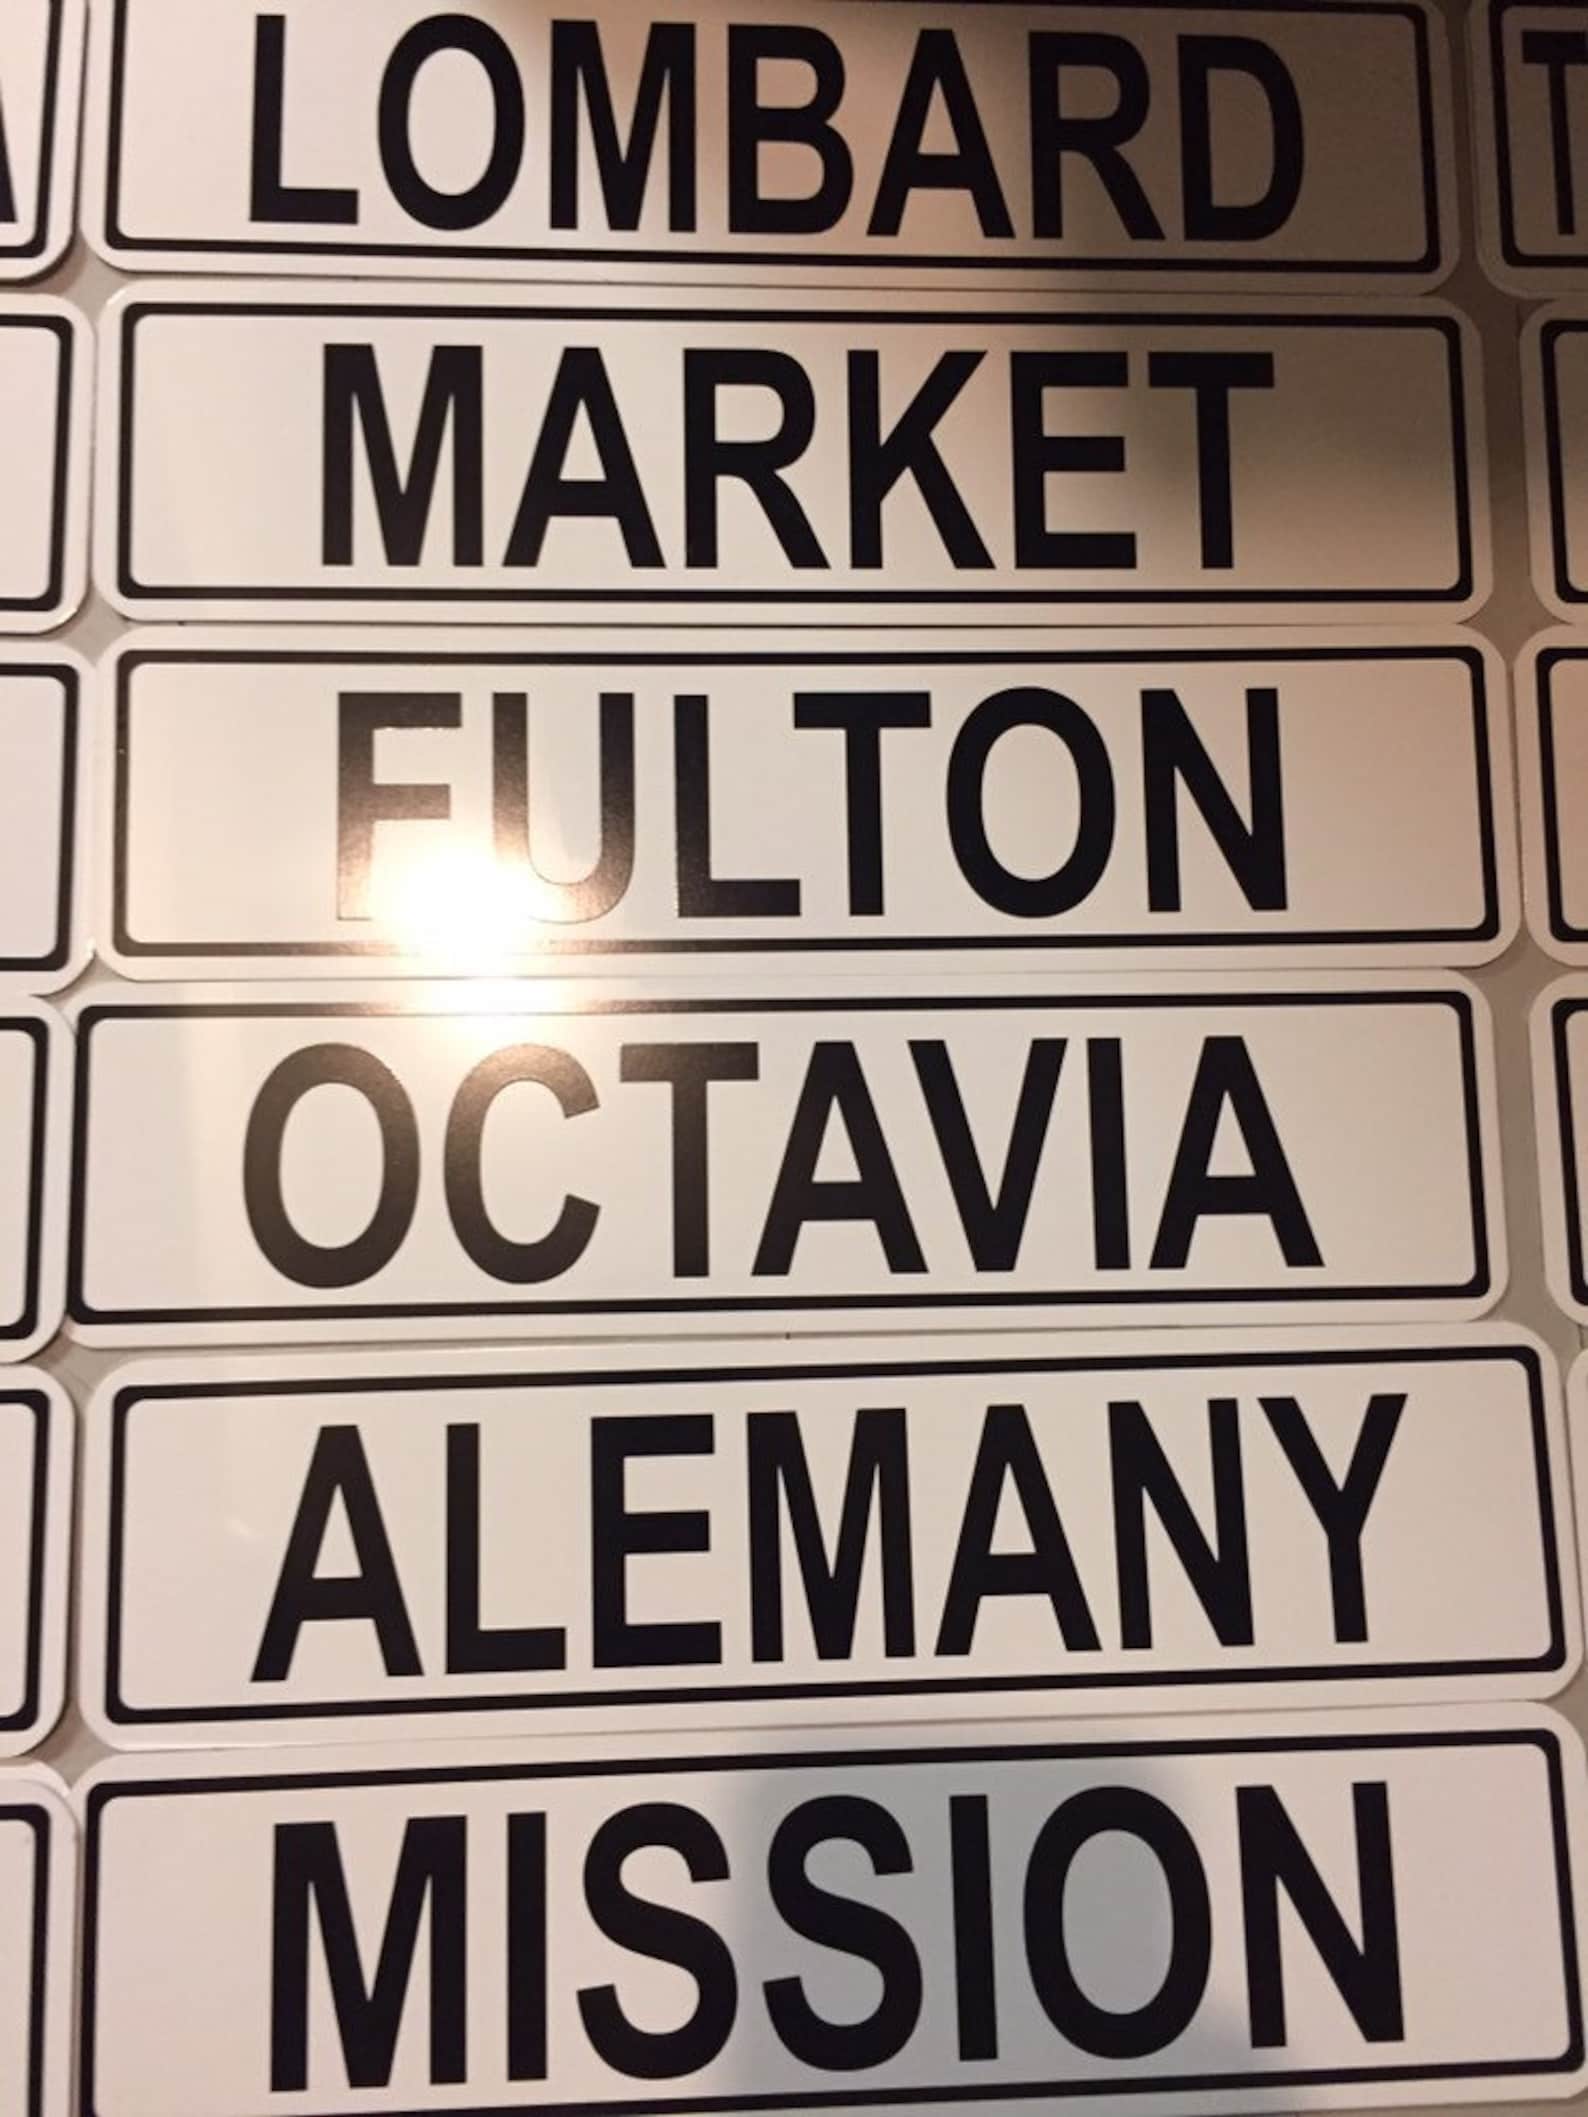 LOMBARD
MARKET
FULTON
OCTAVIA
ALEMANY
MISSION